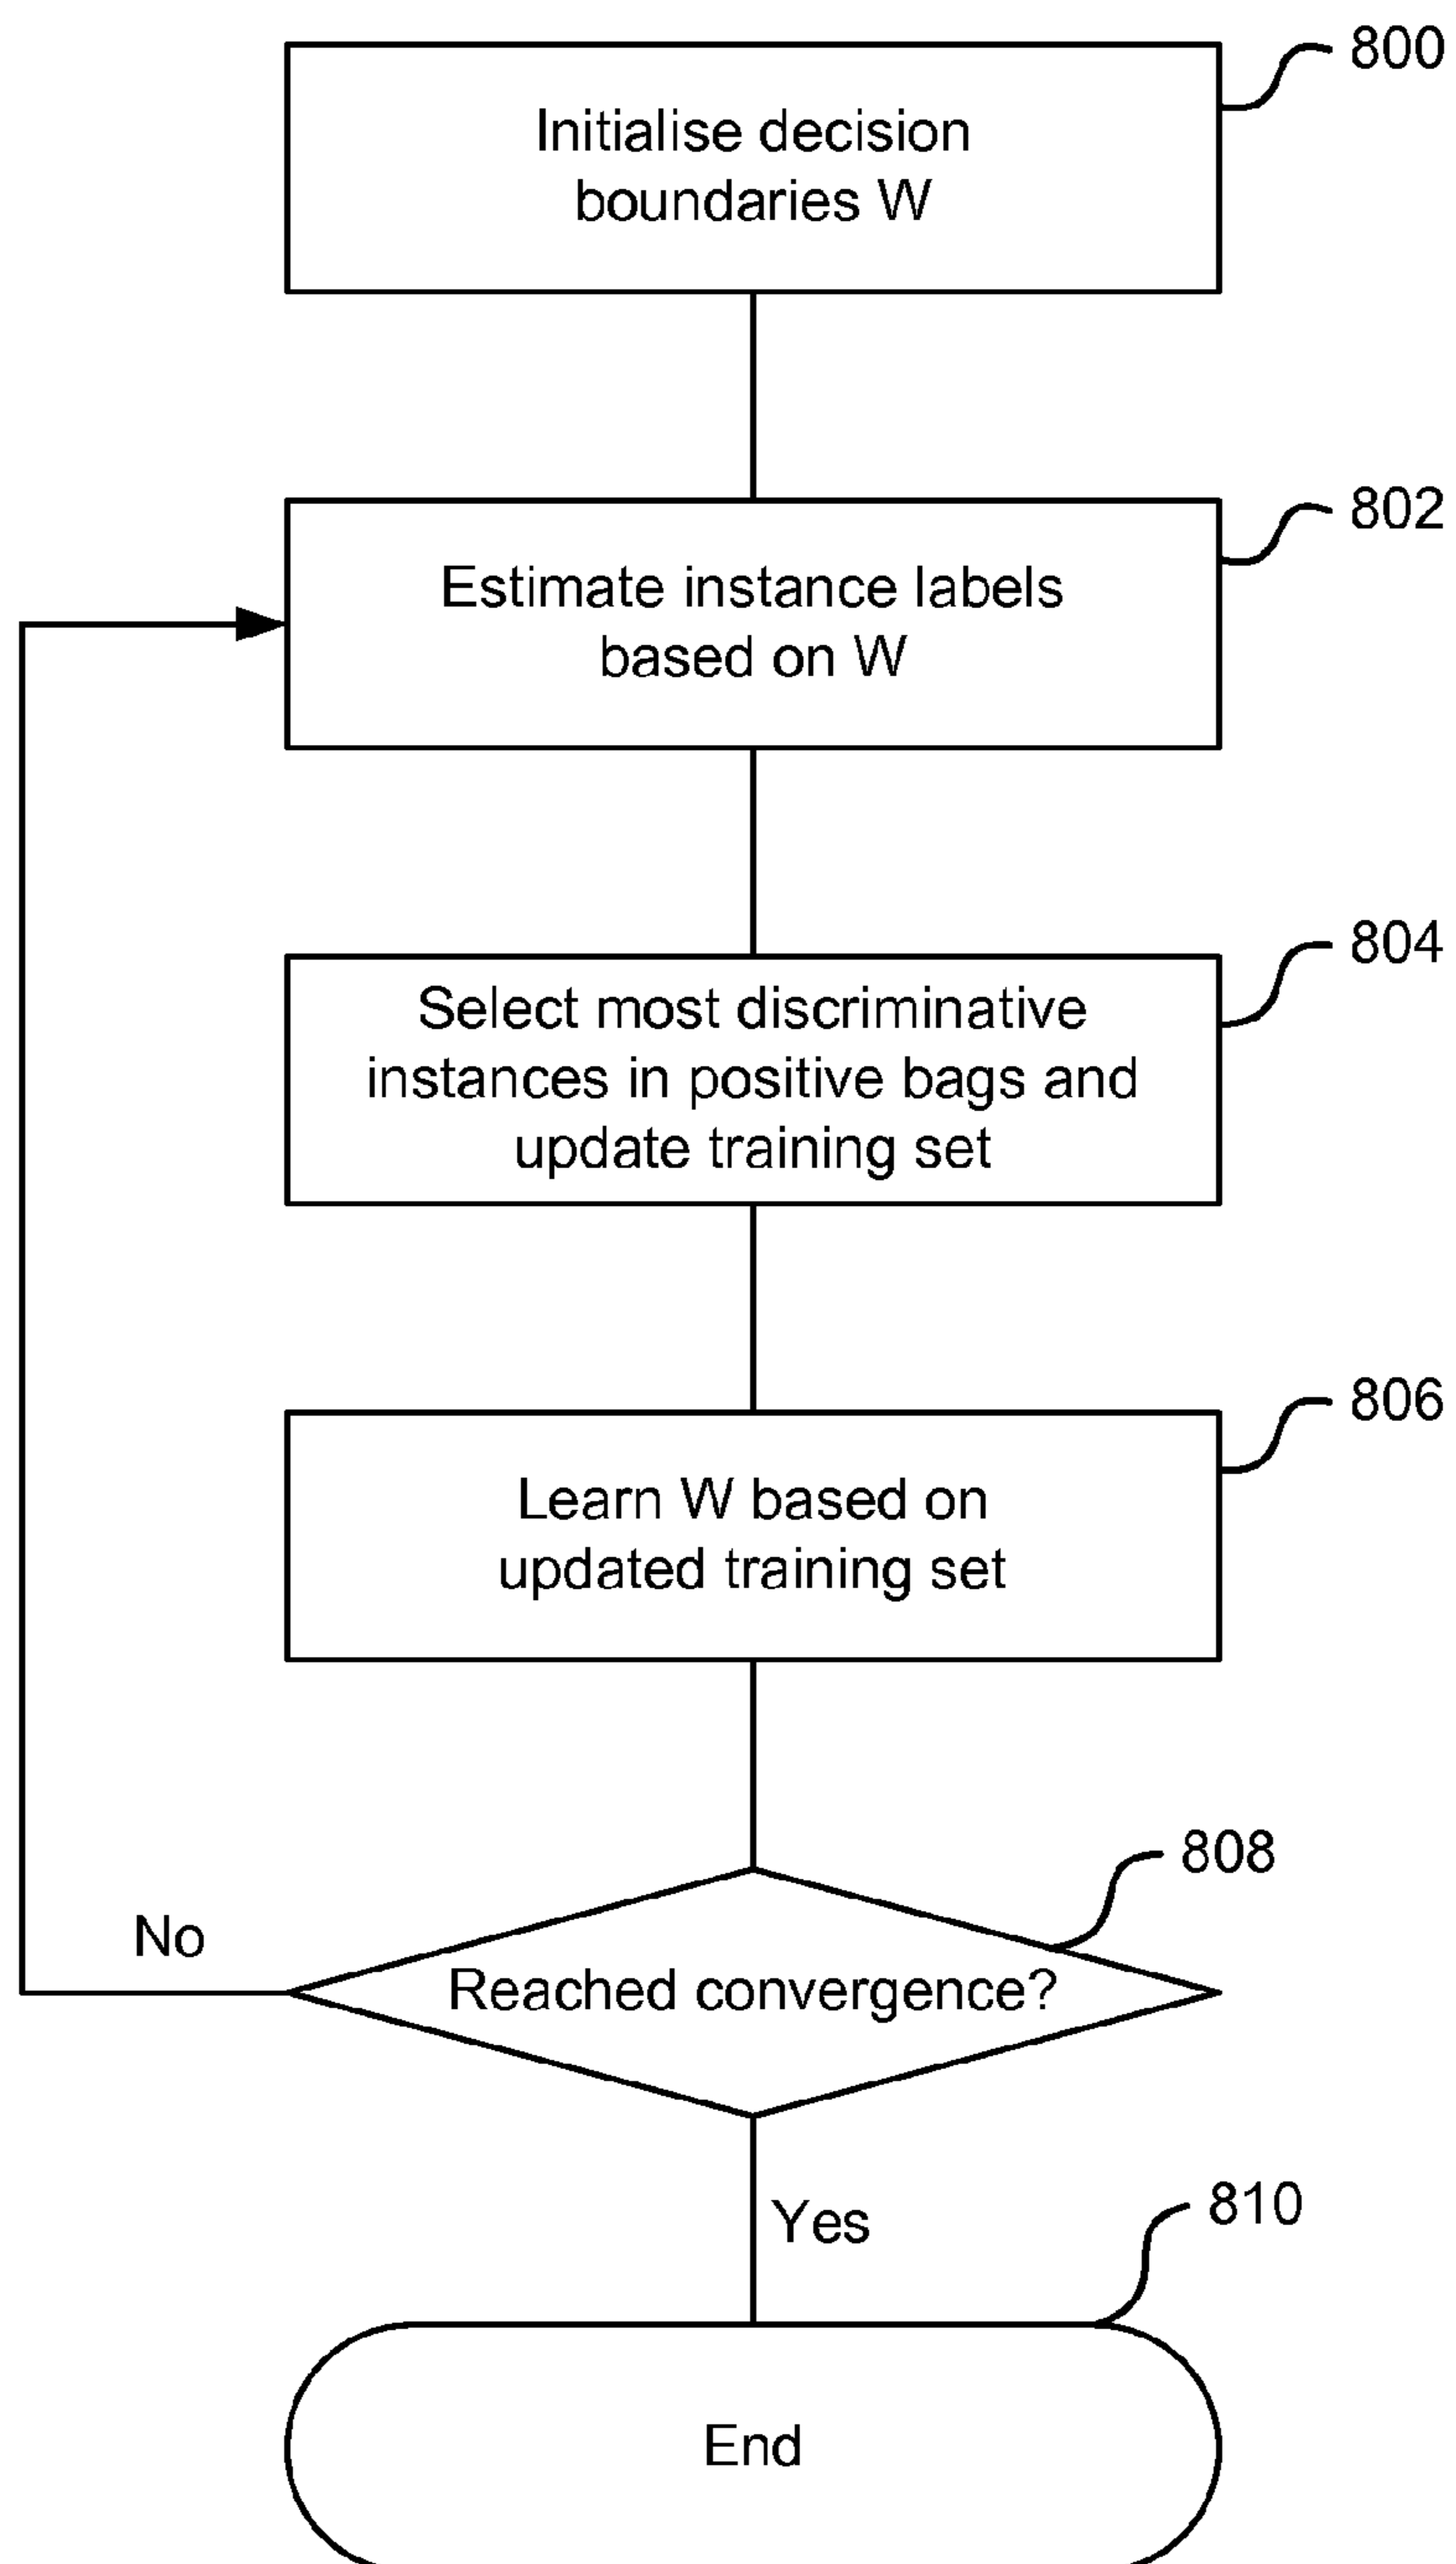 800
Initialise decision
boundaries W
802
Estimate instance labels
based on W
804
Select most discriminative
instances in positive bags and
update training set
806
Learn W based on
updated training set
808
No
Reached convergence?
Yes
810
End